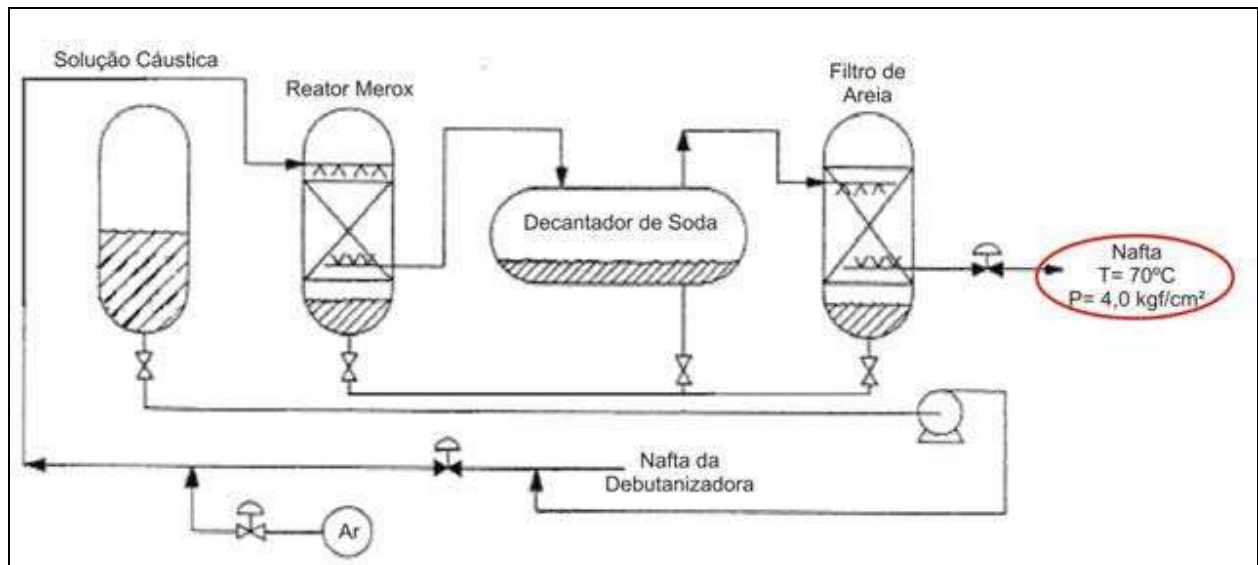 Solução Cáustica
Reator Merox
Filtro de
Areia
Decantador de Soda
Nafta
T= 70ºC
P= 4,0 kgf/cm²
Nafta da
Debutanizadora
Ar